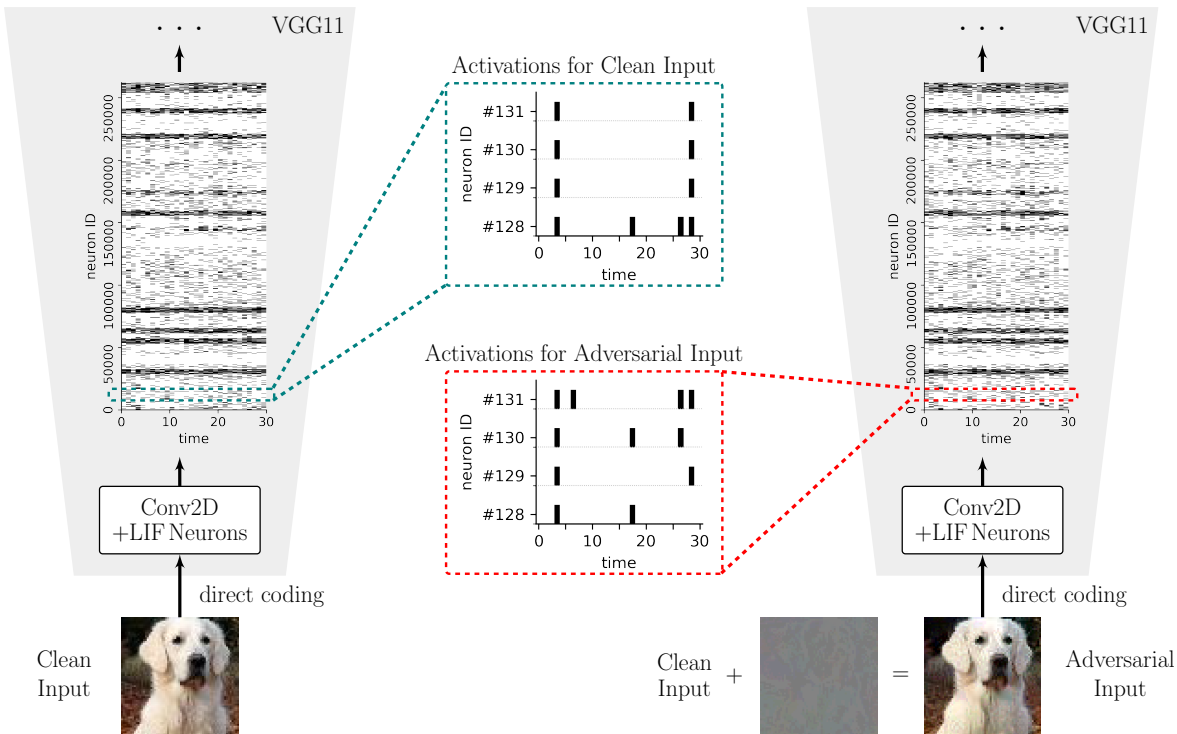 VGG11
. . .
250000
200000
150000
100000
50000
0
neuron ID
0 10 20 30
time
Conv2D
+LIF Neurons
direct coding
Clean
Input
Activations for Clean Input
#131
#130
#129
#128
neuron ID
0 10 20 30
time
Activations for Adversarial Input
#131
#130
#129
#128
neuron ID
0 10 20 30
time
VGG11
. . .
250000
200000
150000
100000
50000
0
neuron ID
0 10 20 30
time
Conv2D
+LIF Neurons
direct coding
Clean
Input
+
=
Adversarial
Input